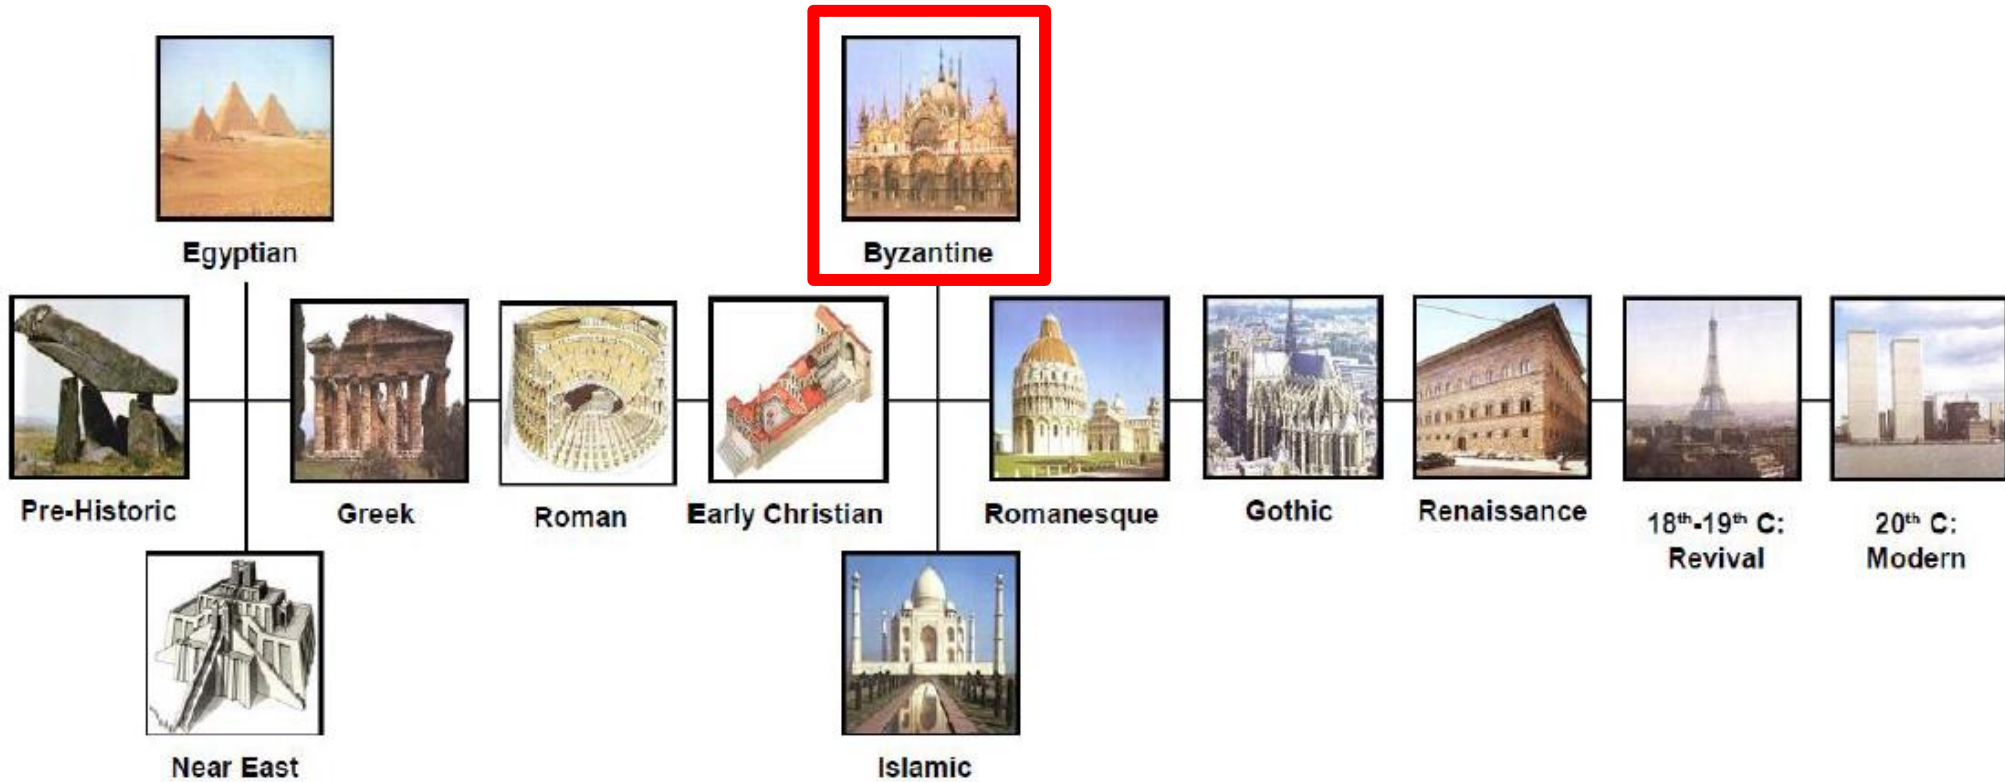 Egyptian
Byzantine
Pre-Historic
Greek
Roman
Early Christian
Romanesque
Gothic
Renaissance
18th-19th C:
Revival
20th C:
Modern
Near East
Islamic